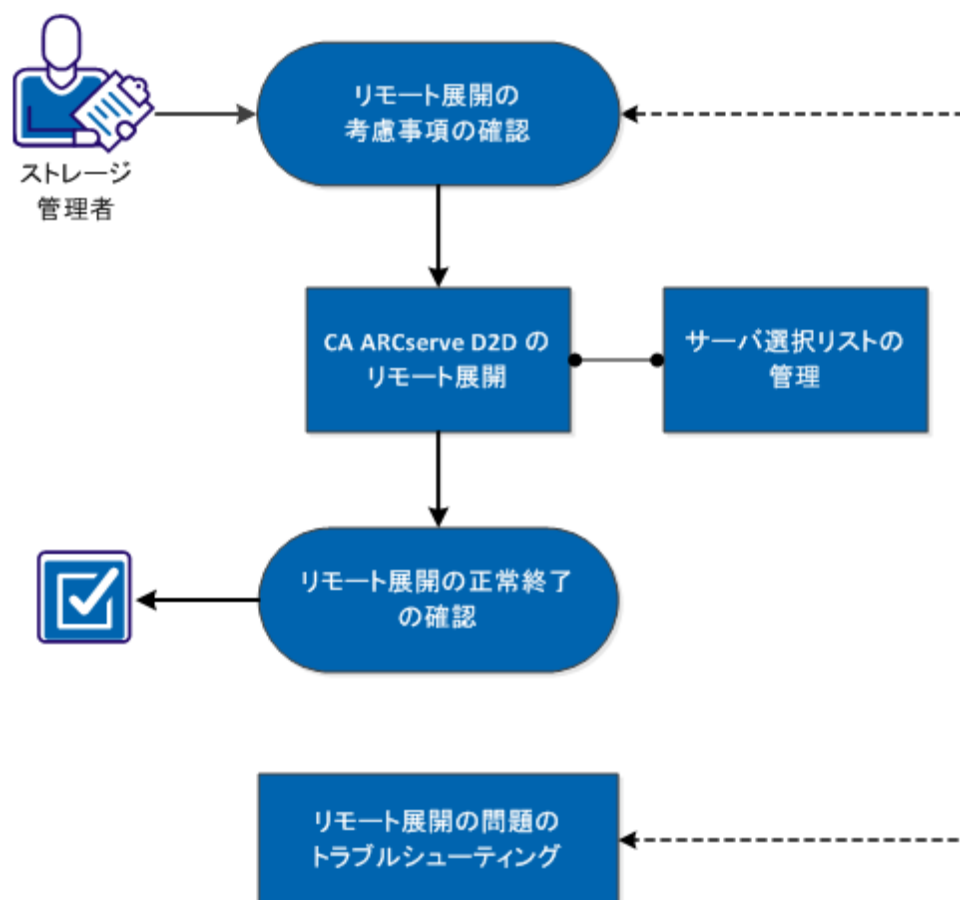 リモート展開の
考慮事項の確認
ストレージ
管理者
CA ARCserve D2D の
リモート展開
サーバ選択リストの
管理
リモート展開の正常終了
の確認
リモート展開の問題の
トラブルシューティング